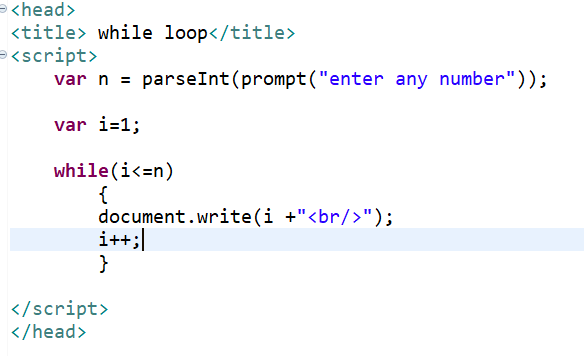 <head>
<title> while loop</title>
<script>
var n = parseInt(prompt("enter any number"));
var i=1;
while(i<=n)
{
document.write(i +"<br/>");
i++;
}
</script>
</head>